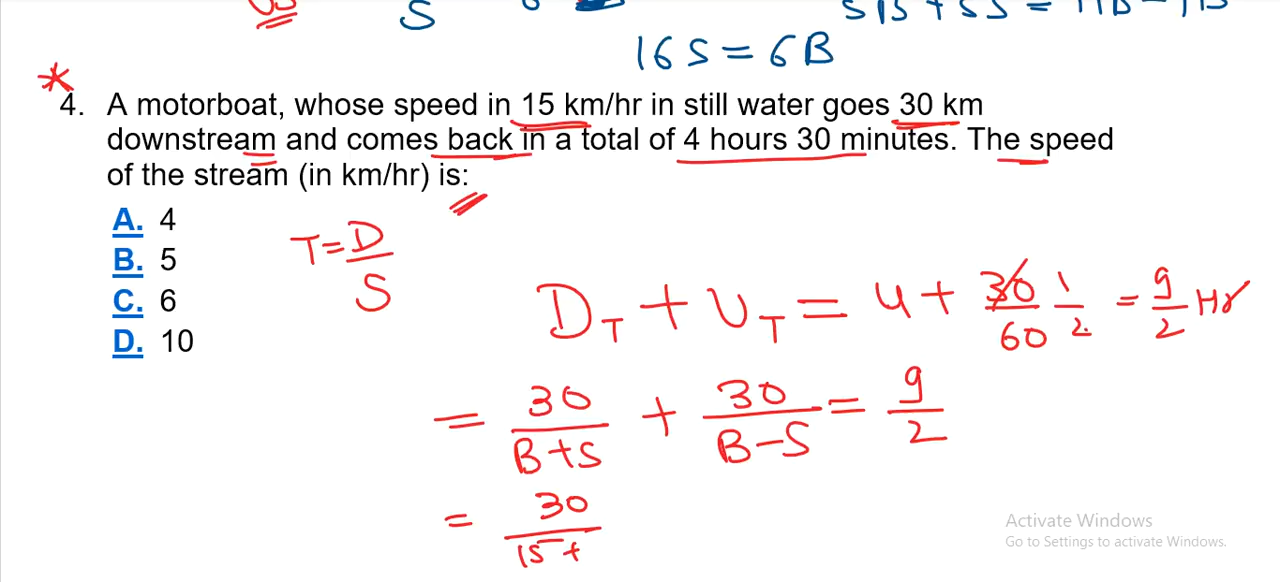 S
16S = 6B
4. A motorboat, whose speed in 15 km/hr in still water goes 30 km
downstream and comes back in a total of 4 hours 30 minutes. The speed
of the stream (in km/hr) is:
A. 4
B. 5
C. 6
D. 10
T = D/S
D_T + U_T = 4 + 30/60 1/2 = 9/2 Hr
= 30/B+S + 30/B-S = 9/2
= 30/15+
Activate Windows
Go to Settings to activate Windows.